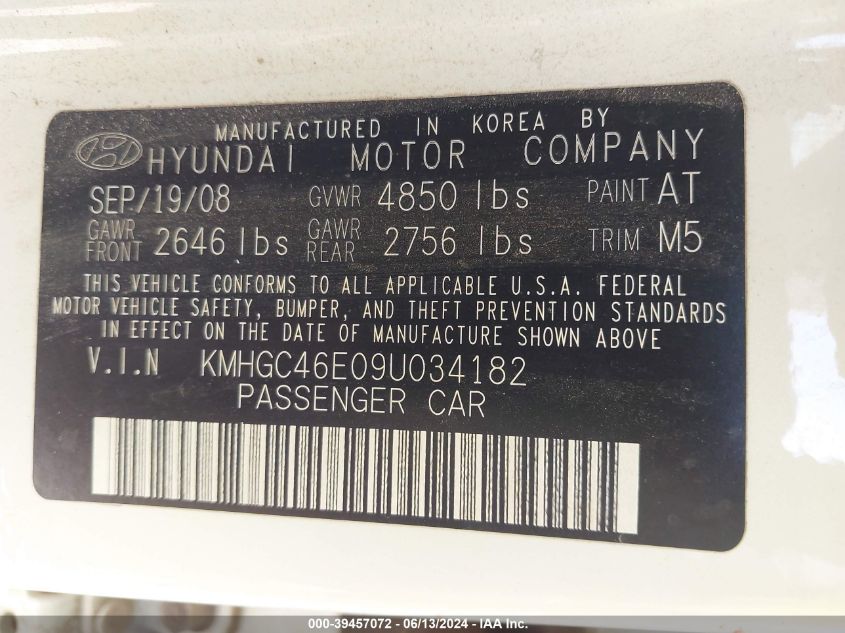 MANUFACTURED IN KOREA BY
HYUNDAI MOTOR COMPANY
SEP/19/08 GVWR 4850 lbs PAINT AT
GAWR FRONT 2646 lbs GAWR REAR 2756 lbs TRIM M5
THIS VEHICLE CONFORMS TO ALL APPLICABLE U.S.A. FEDERAL
MOTOR VEHICLE SAFETY, BUMPER, AND THEFT PREVENTION STANDARDS
IN EFFECT ON THE DATE OF MANUFACTURE SHOWN ABOVE
V.I.N KMHGC46E09U034182
PASSENGER CAR
000-39457072 - 06/13/2024 - IAA Inc.